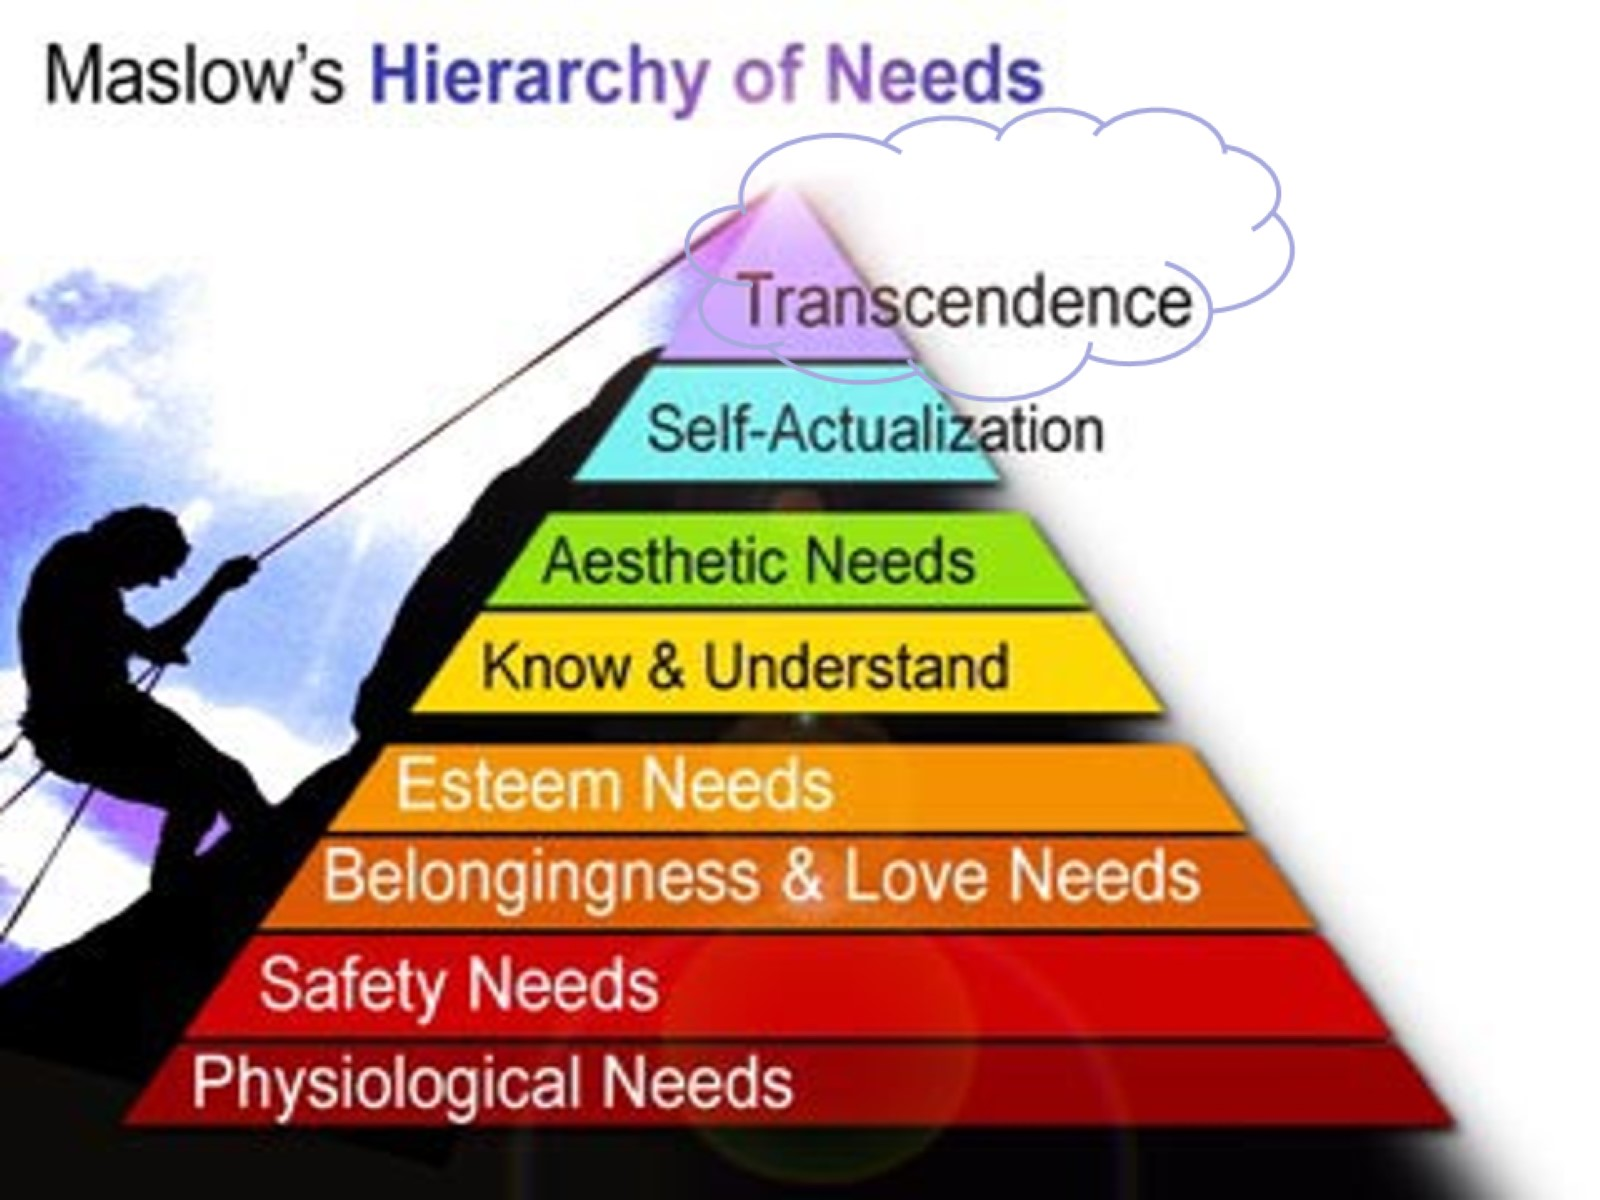 Maslow's Hierarchy of Needs
Transcendence
Self-Actualization
Aesthetic Needs
Know & Understand
Esteem Needs
Belongingness & Love Needs
Safety Needs
Physiological Needs